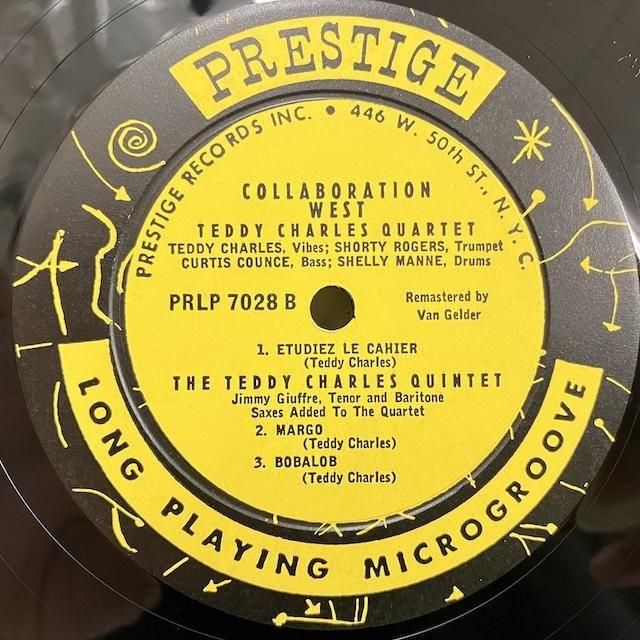 PRESTIGE
PRESTIGE RECORDS INC. • 446 W. 50th ST., N.Y.C.
COLLABORATION
WEST
TEDDY CHARLES QUARTET
TEDDY CHARLES, Vibes; SHORTY ROGERS, Trumpet
CURTIS COUNCE, Bass; SHELLY MANNE, Drums
PRLP 7028 B
Remastered by
Van Gelder
1. ETUDIEZ LE CAHIER
(Teddy Charles)
THE TEDDY CHARLES QUINTET
Jimmy Giuffre, Tenor and Baritone
Saxes Added To The Quartet
2. MARGO
(Teddy Charles)
3. BOBALOB
(Teddy Charles)
LONG PLAYING MICROGROOVE